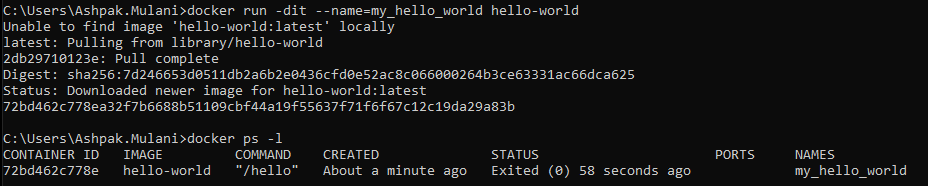 C:\Users\Ashpak.Mulani>docker run -dit --name=my_hello_world hello-world
Unable to find image 'hello-world:latest' locally
latest: Pulling from library/hello-world
2db29710123e: Pull complete
Digest: sha256:7d246653d0511db2a6b2e0436cfd0e52ac8c066000264b3ce63331ac66dca625
Status: Downloaded newer image for hello-world:latest
72bd462c778ea32f7b6688b51109cbf44a19f55637f71f6f67c12c19da29a83b
C:\Users\Ashpak.Mulani>docker ps -l
CONTAINER ID IMAGE COMMAND CREATED STATUS PORTS NAMES
72bd462c778e hello-world "/hello" About a minute ago Exited (0) 58 seconds ago my_hello_world